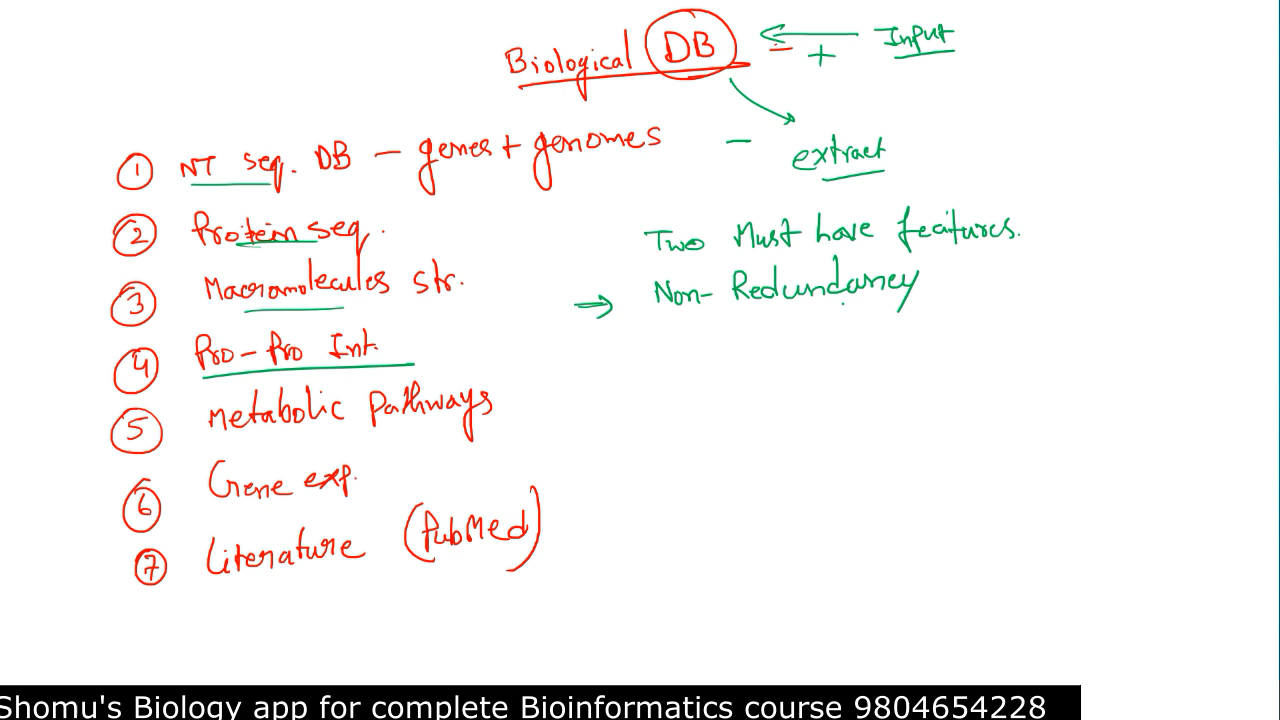 Biological DB ← + Input
extract
① NT seq. DB – genes + genomes –
② Protein seq.
③ Macromolecules str.
④ Pro – Pro Int.
⑤ Metabolic Pathways
⑥ Gene exp.
⑦ Literature (PubMed)
Two Must have features.
→ Non-Redundancy
Shomu's Biology app for complete Bioinformatics course 9804654228